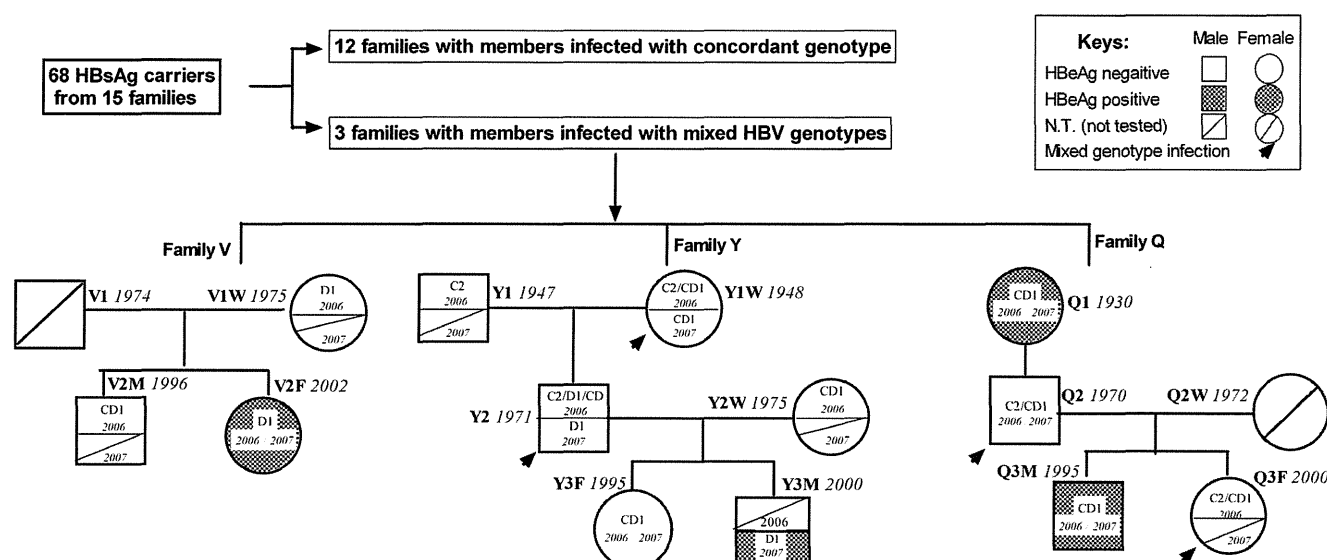 12 families with members infected with concordant genotype
68 HBsAg carriers
from 15 families
3 families with members infected with mixed HBV genotypes
Keys: Male Female
HBeAg negaitive
HBeAg positive
N.T. (not tested)
Mixed genotype infection
Family V
Family Y
Family Q
V1 1974
V1W 1975
D1
2006
2007
V2M 1996
V2F 2002
CD1
2006
2007
D1
2006 2007
C2
2006
2007
Y1 1947
Y1W 1948
C2/CD1
2006
CD1
2007
Y2 1971
C2/D1/CD
2006
D1
2007
Y2W 1975
CD1
2006
2007
Y3F 1995
Y3M 2000
CD1
2006 2007
2006
D1
2007
CD1
2006 2007
Q1 1930
C2/CD1
2006 2007
Q2 1970
Q2W 1972
Q3M 1995
Q3F 2000
CD1
2006 2007
C2/CD1
2006
2007